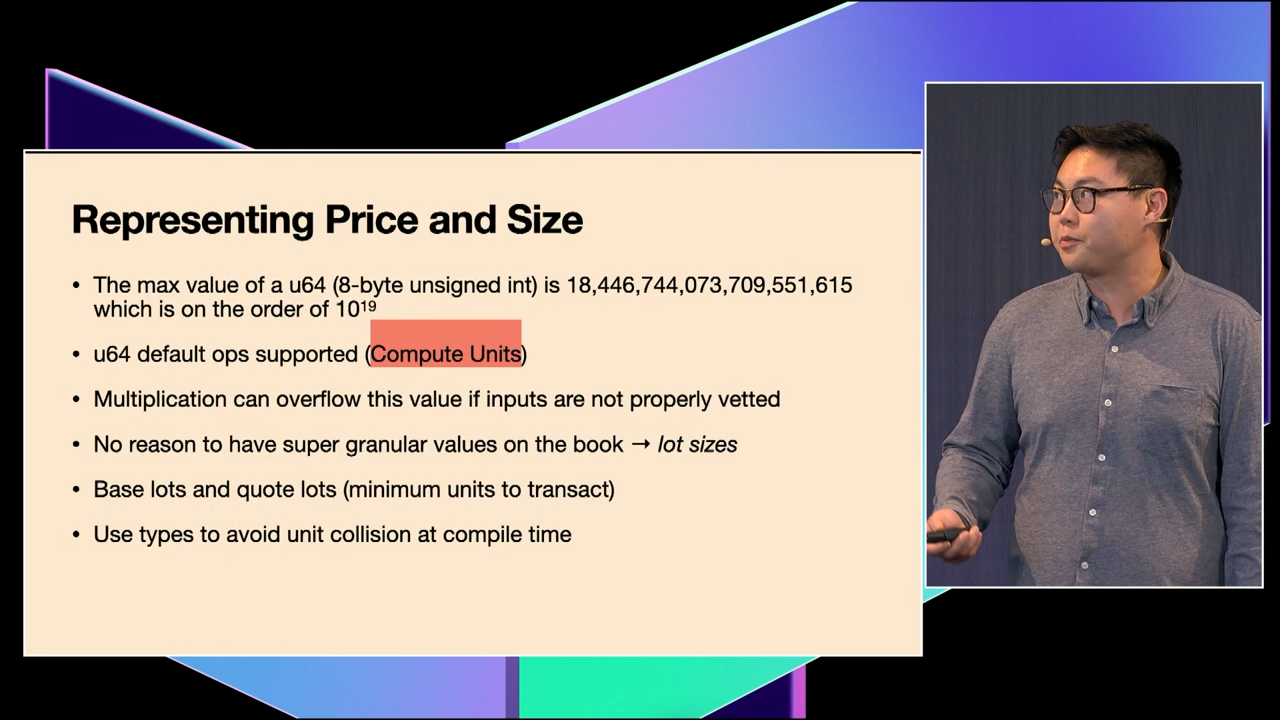 Representing Price and Size
• The max value of a u64 (8-byte unsigned int) is 18,446,744,073,709,551,615
which is on the order of 10¹⁹
• u64 default ops supported (Compute Units)
• Multiplication can overflow this value if inputs are not properly vetted
• No reason to have super granular values on the book → lot sizes
• Base lots and quote lots (minimum units to transact)
• Use types to avoid unit collision at compile time